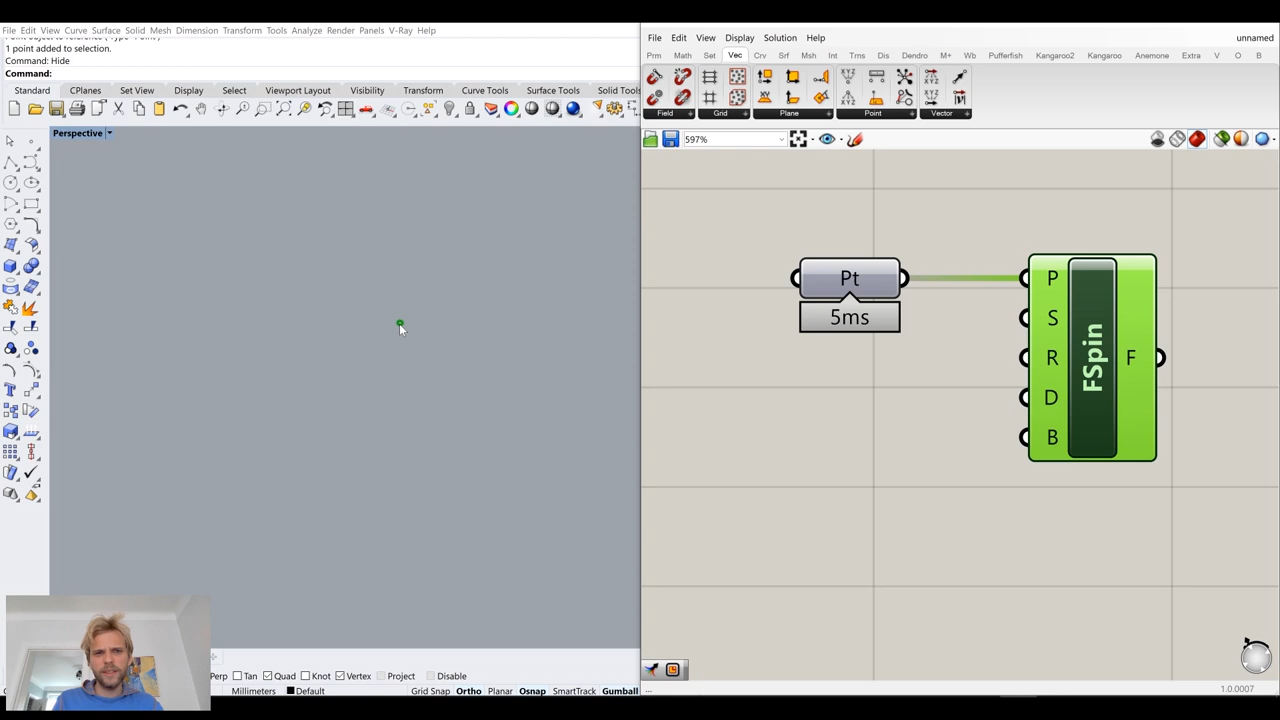 File Edit View Curve Surface Solid Mesh Dimension Transform Tools Analyze Render Panels V-Ray Help
1 point added to selection.
Command: Hide
Command:
Standard CPlanes Set View Display Select Viewport Layout Visibility Transform Curve Tools Surface Tools Solid Tools
Perspective
Perp Tan Quad Knot Vertex Project Disable
Millimeters Default Grid Snap Ortho Planar Osnap SmartTrack Gumball
File Edit View Display Solution Help unnamed
Prm Math Set Vec Crv Srf Msh Int Trns Dis Dendro M+ Wb Pufferfish Kangaroo2 Kangaroo Anemone Extra V O B
Field Grid Plane Point Vector
597%
Pt
5ms
P
S
R
D
B
FSpin
F
...
1.0.0007